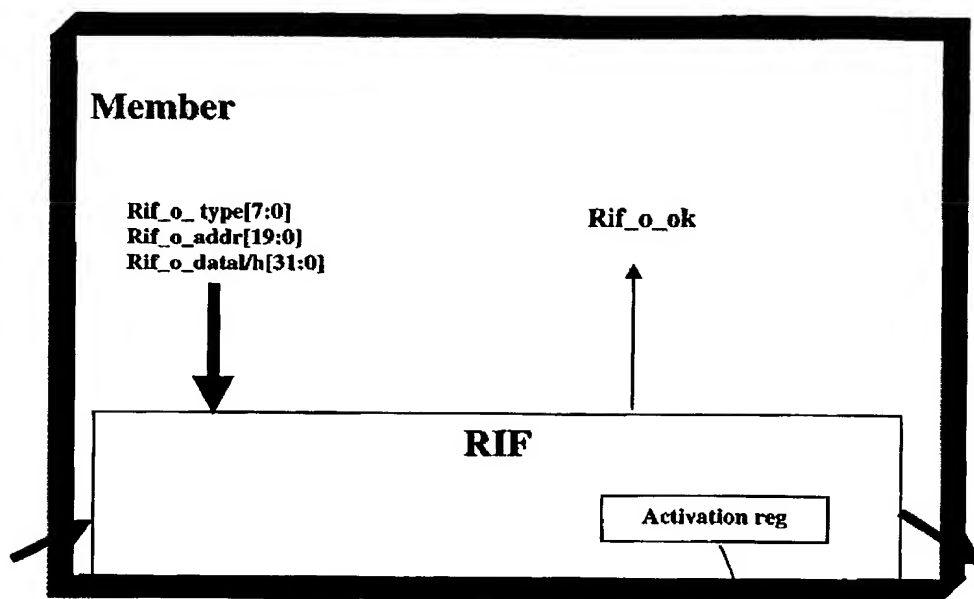 Member
Rif_o_ type[7:0]
Rif_o_addr[19:0]
Rif_o_datal/h[31:0]
Rif_o_ok
RIF
Activation reg